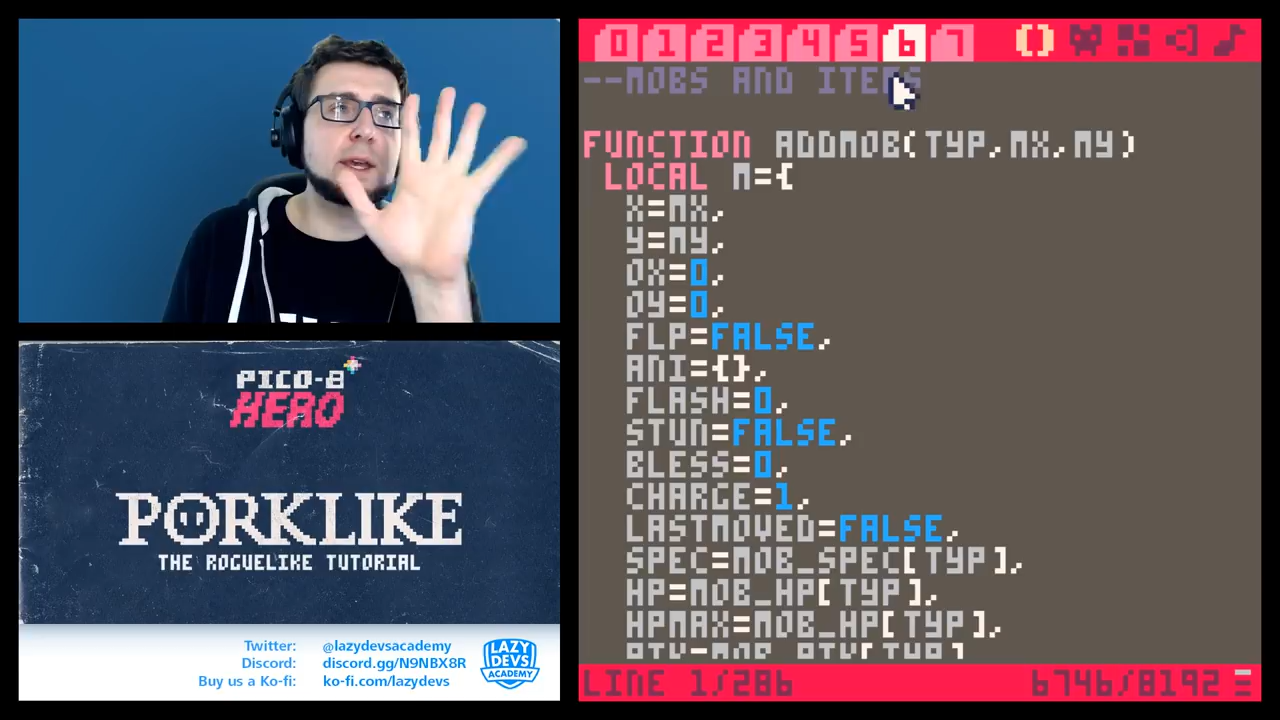 0 1 2 3 4 5 6 7 ()
--MOBS AND ITEMS
FUNCTION ADDMOB(TYP,MX,MY)
LOCAL M={
X=MX,
Y=MY,
OX=0,
OY=0,
FLP=FALSE,
ANI={},
FLASH=0,
STUN=FALSE,
BLESS=0,
CHARGE=1,
LASTMOVED=FALSE,
SPEC=MOB_SPEC[TYP],
HP=MOB_HP[TYP],
HPMAX=MOB_HP[TYP],
LINE 1/286
6746/8192
PICO-8
HERO
PORKLIKE
THE ROGUELIKE TUTORIAL
Twitter: @lazydevsacademy
Discord: discord.gg/N9NBX8R
Buy us a Ko-fi: ko-fi.com/lazydevs
LAZY
DEVS
ACADEMY